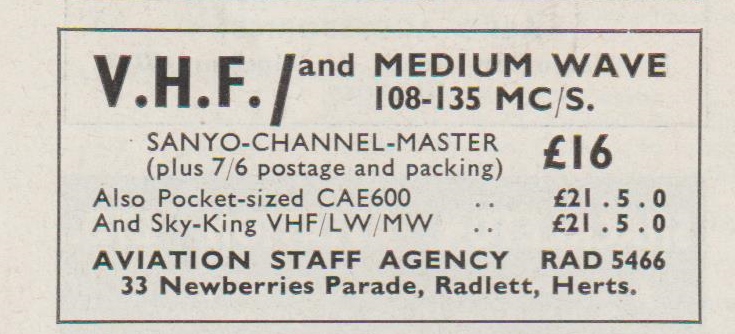 V.H.F./and MEDIUM WAVE
108-135 MC/S.
SANYO-CHANNEL-MASTER
(plus 7/6 postage and packing) £16
Also Pocket-sized CAE600 .. £21.5.0
And Sky-King VHF/LW/MW .. £21.5.0
AVIATION STAFF AGENCY RAD 5466
33 Newberries Parade, Radlett, Herts.